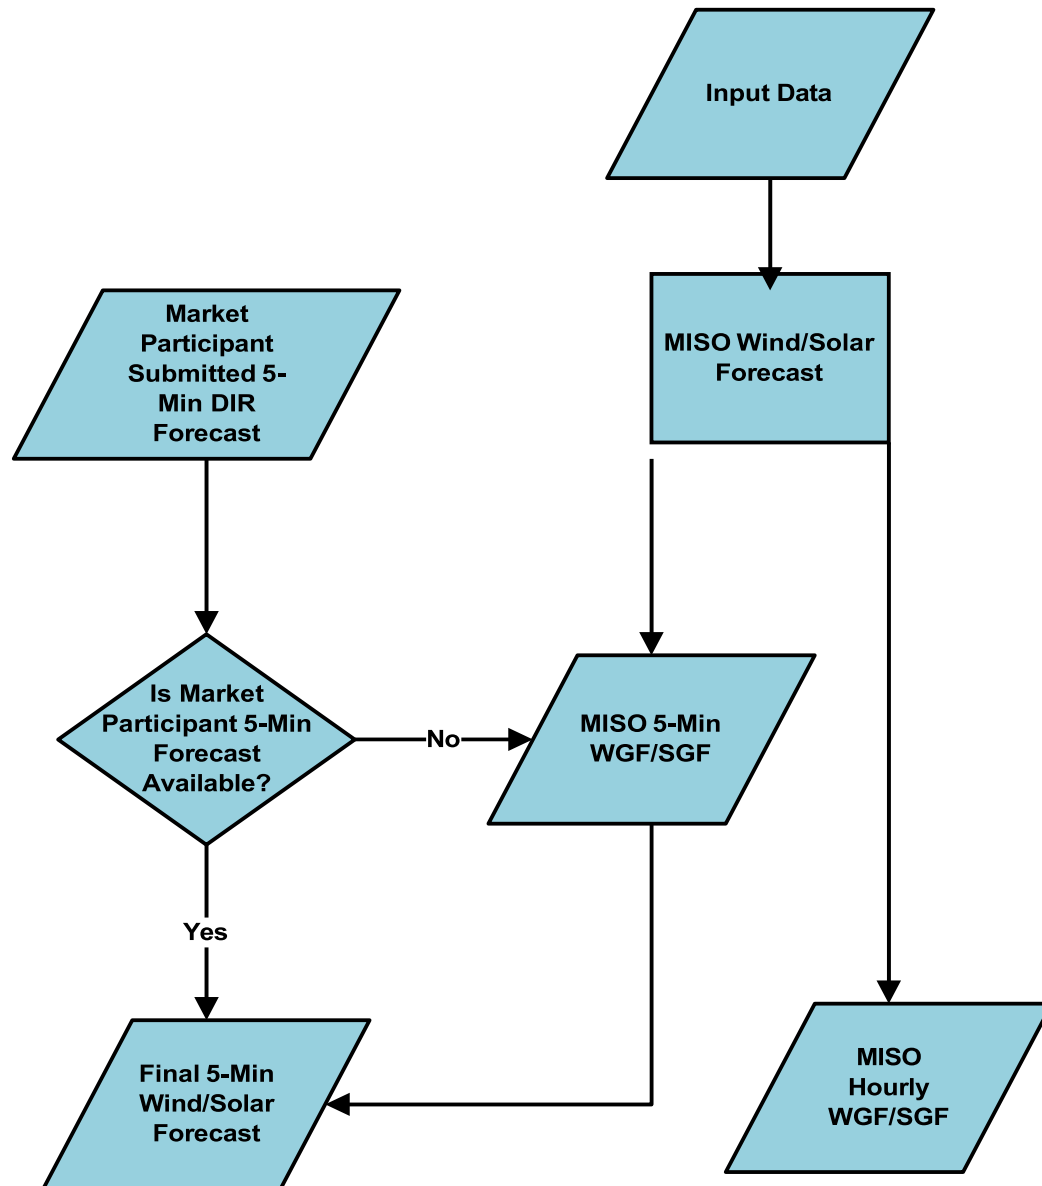 Input Data
MISO Wind/Solar
Forecast
Market
Participant
Submitted 5-
Min DIR
Forecast
Is Market
Participant 5-Min
Forecast
Available?
No
MISO 5-Min
WGF/SGF
Yes
Final 5-Min
Wind/Solar
Forecast
MISO
Hourly
WGF/SGF